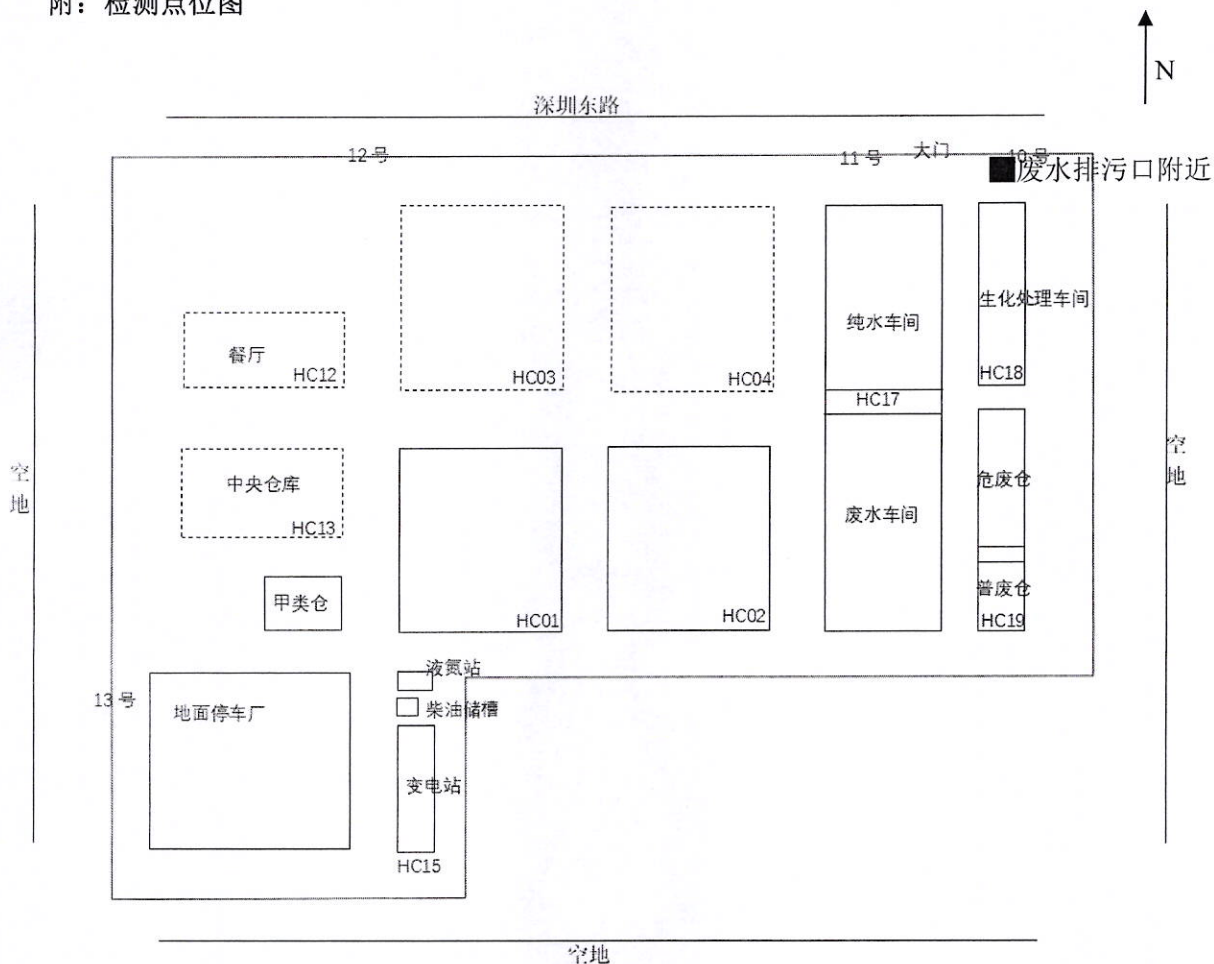 附：检测点位图
N
深圳东路
12号
11号
大门
10号
■废水排污口附近
生化处理车间
纯水车间
餐厅
HC12
HC03
HC04
HC18
HC17
空地
空地
中央仓库
HC13
危废仓
废水车间
甲类仓
普废仓
HC01
HC02
HC19
液氮站
13号
地面停车厂
柴油储槽
变电站
HC15
空地